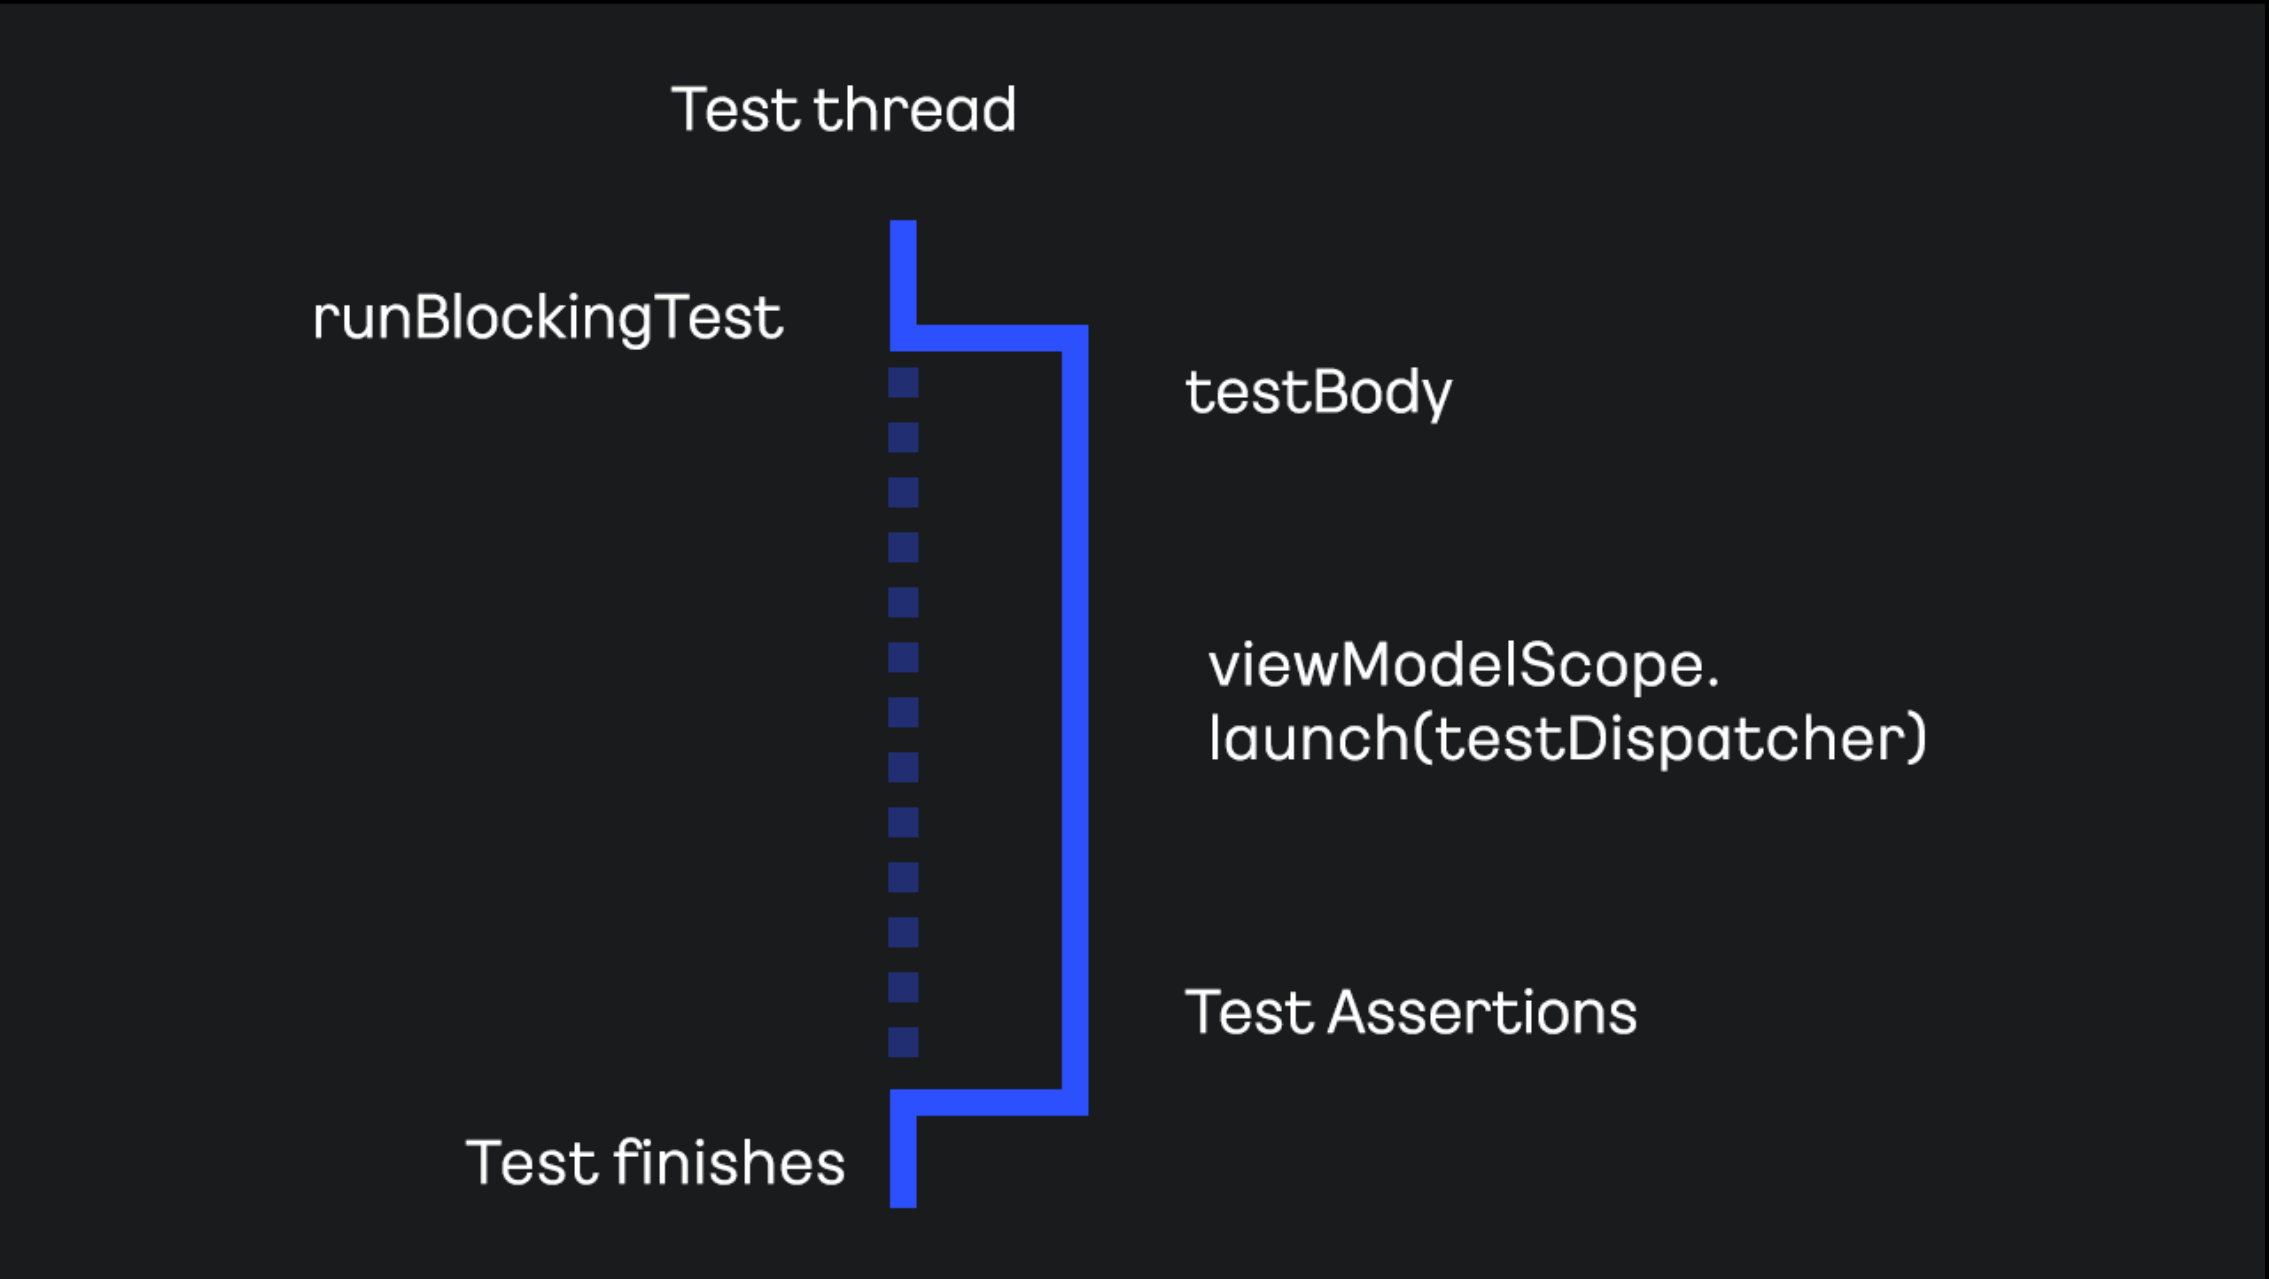 Test thread
runBlockingTest
testBody
viewModelScope.
launch(testDispatcher)
Test Assertions
Test finishes